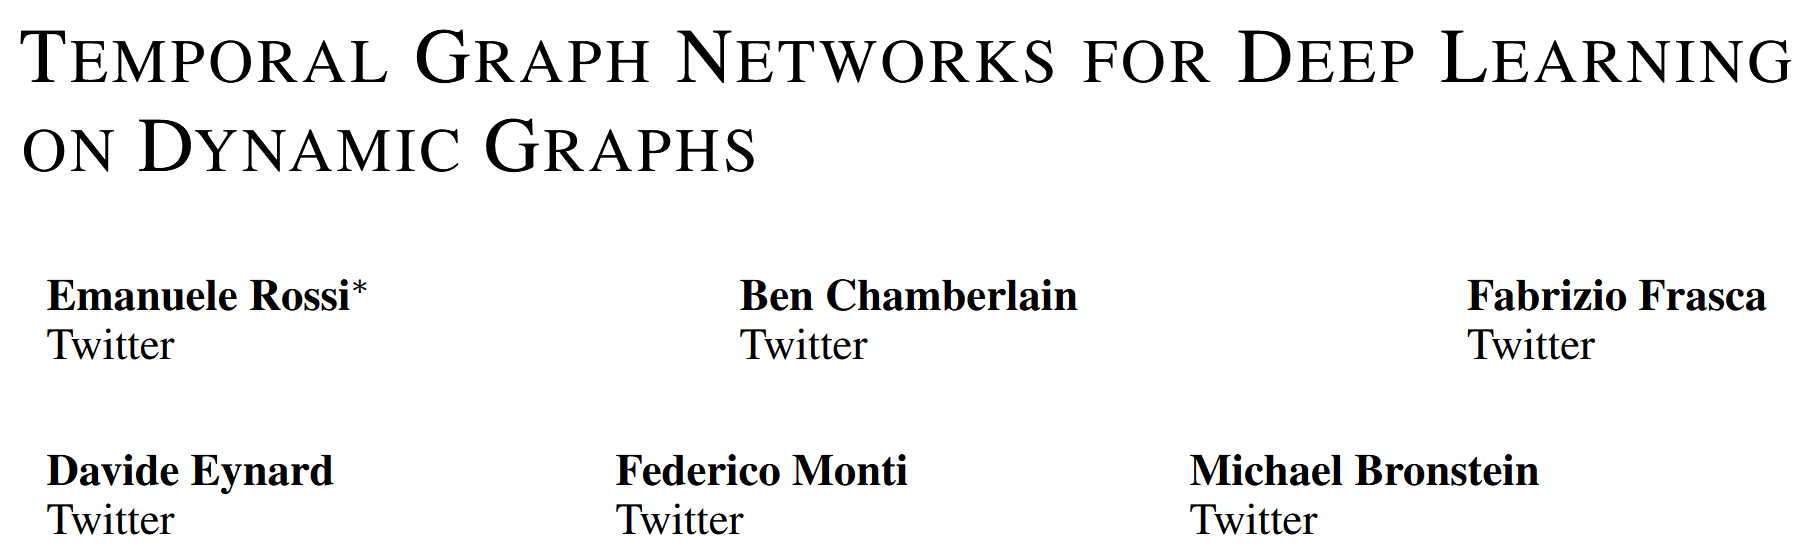 TEMPORAL GRAPH NETWORKS FOR DEEP LEARNING
ON DYNAMIC GRAPHS
Emanuele Rossi* Ben Chamberlain Fabrizio Frasca
Twitter Twitter Twitter
Davide Eynard Federico Monti Michael Bronstein
Twitter Twitter Twitter